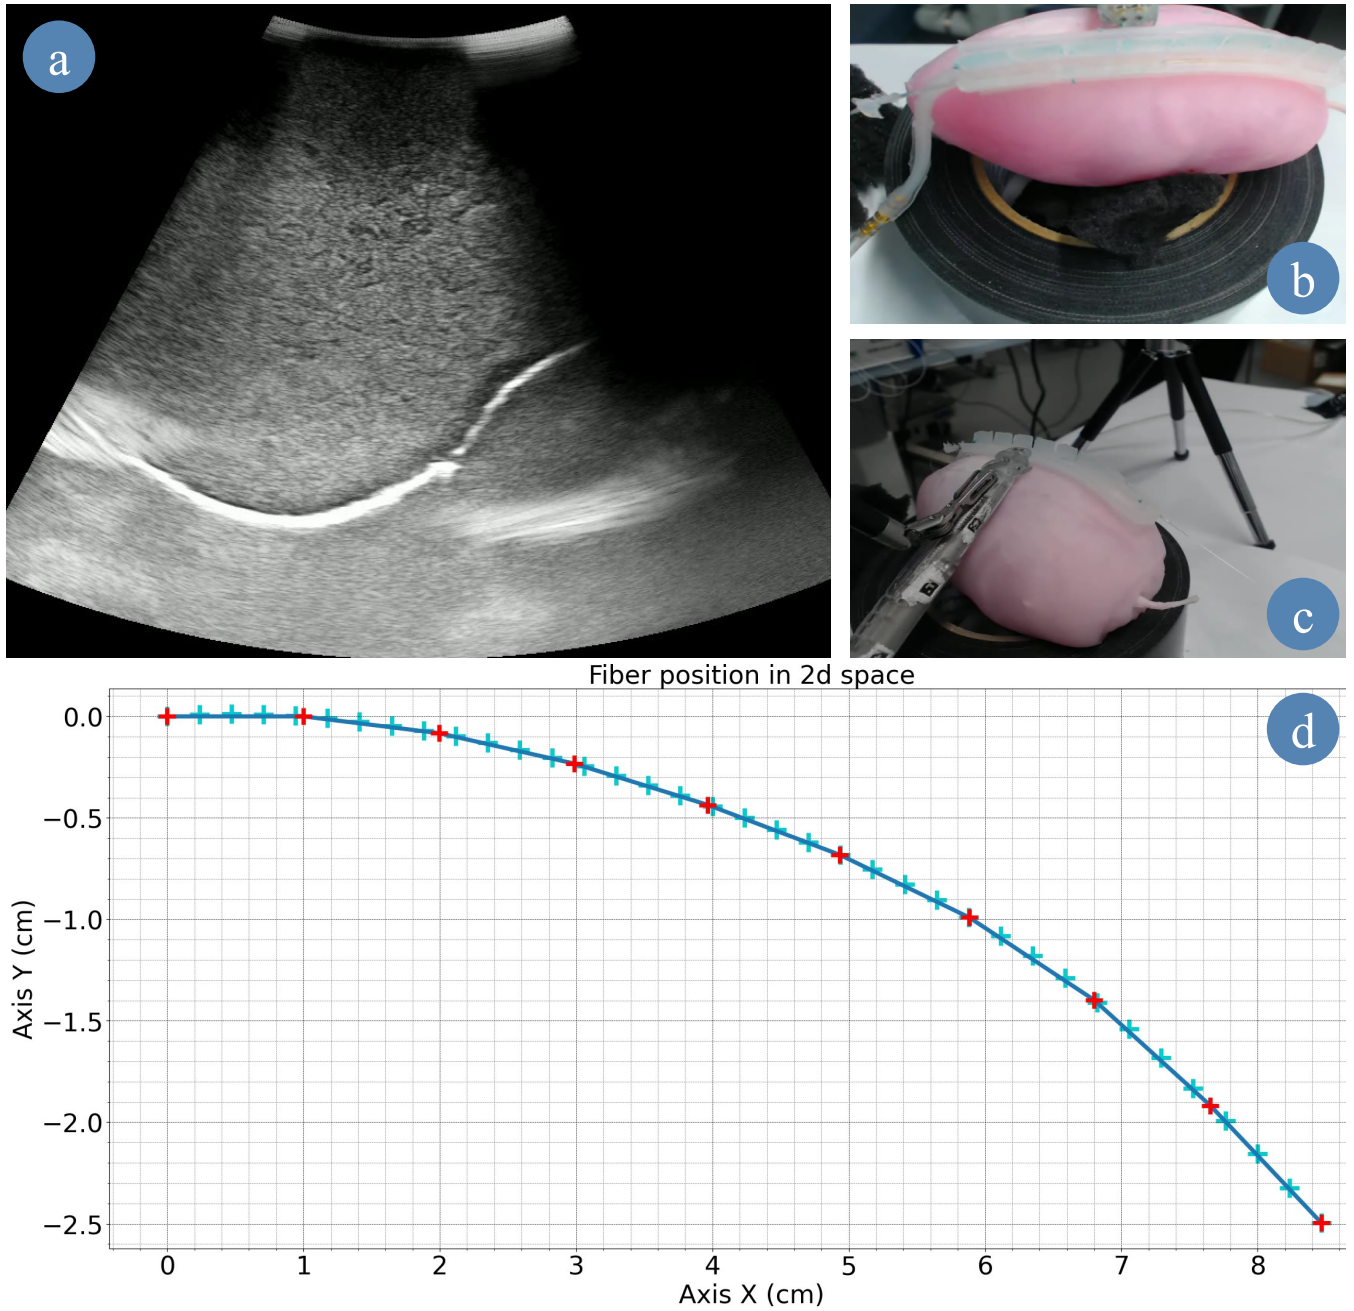 a
b
c
Fiber position in 2d space
d
0.0
−0.5
−1.0
−1.5
−2.0
−2.5
Axis Y (cm)
0 1 2 3 4 5 6 7 8
Axis X (cm)